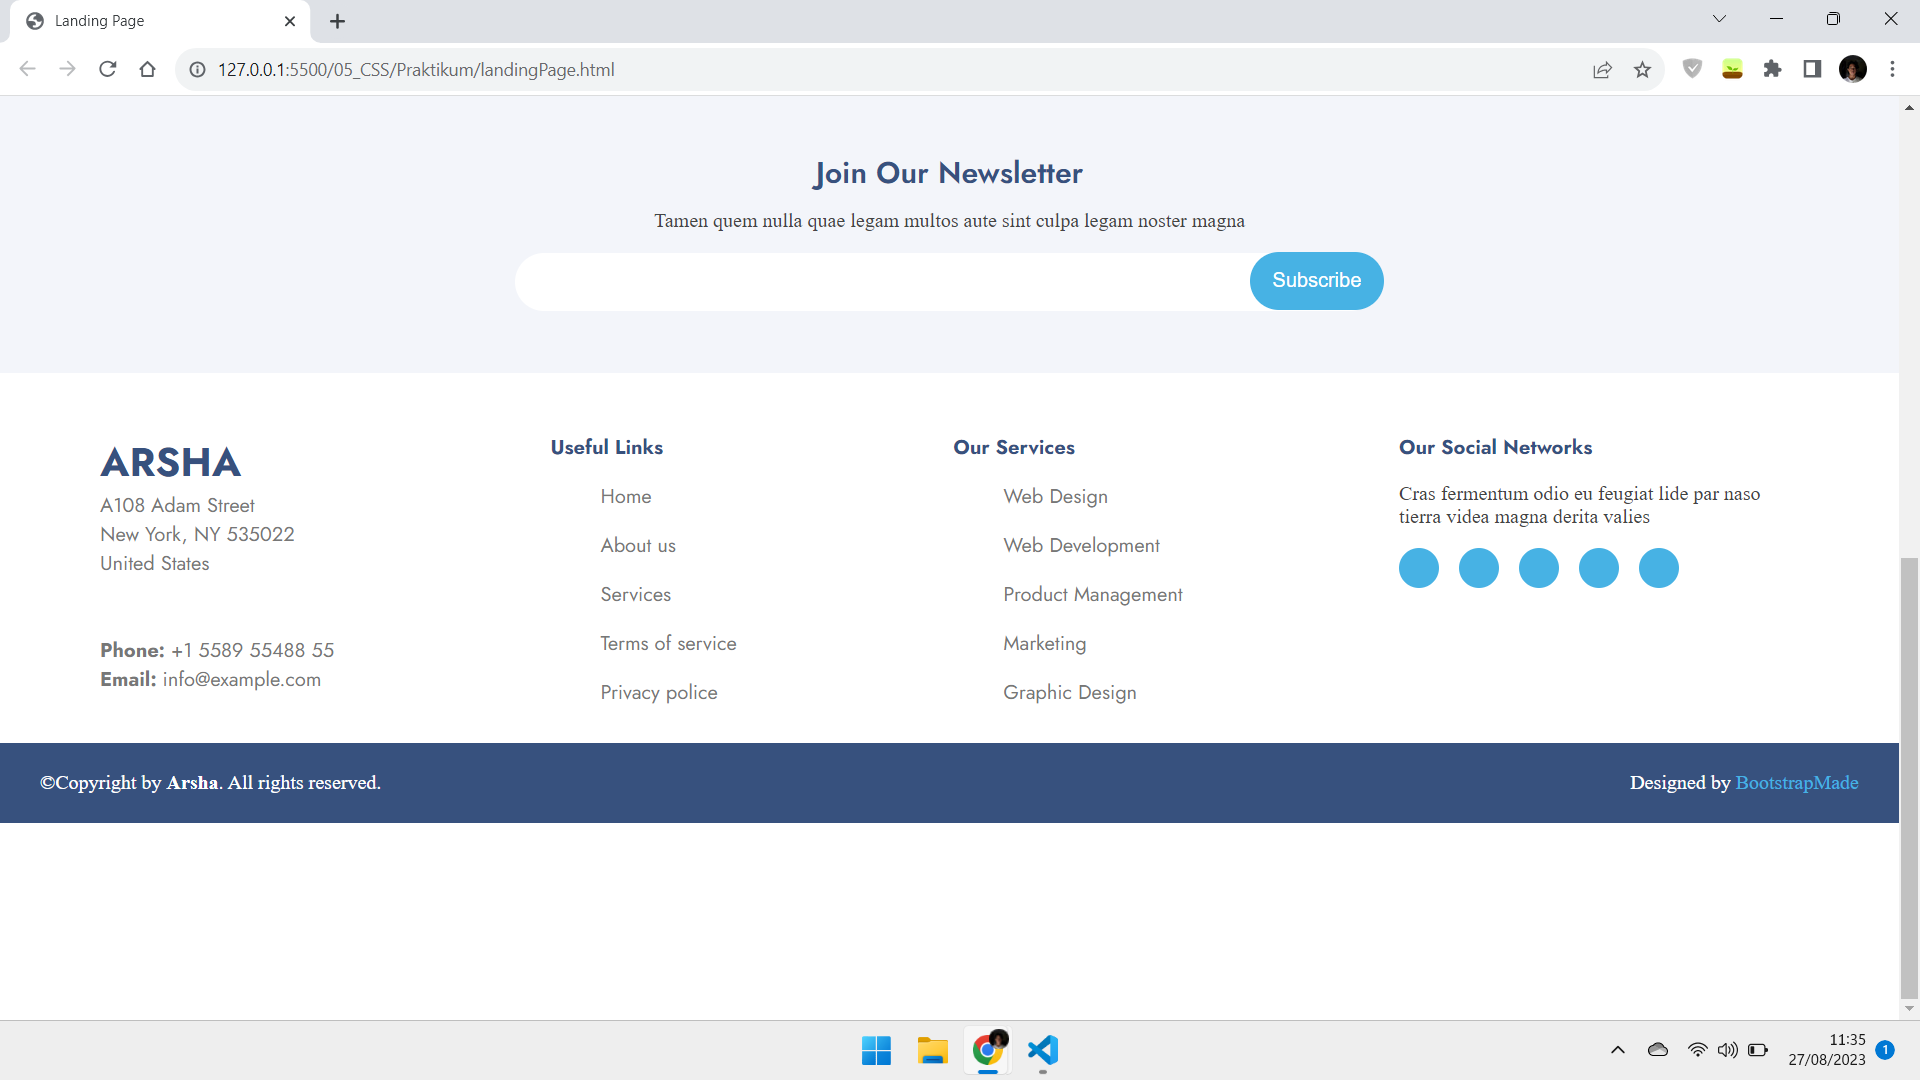 Landing Page
127.0.0.1:5500/05_CSS/Praktikum/landingPage.html
Join Our Newsletter
Tamen quem nulla quae legam multos aute sint culpa legam noster magna
Subscribe
ARSHA
A108 Adam Street
New York, NY 535022
United States
Phone: +1 5589 55488 55
Email: info@example.com
Useful Links
Home
About us
Services
Terms of service
Privacy police
Our Services
Web Design
Web Development
Product Management
Marketing
Graphic Design
Our Social Networks
Cras fermentum odio eu feugiat lide par naso
tierra videa magna derita valies
©Copyright by Arsha. All rights reserved.
Designed by BootstrapMade
11:35
27/08/2023
1